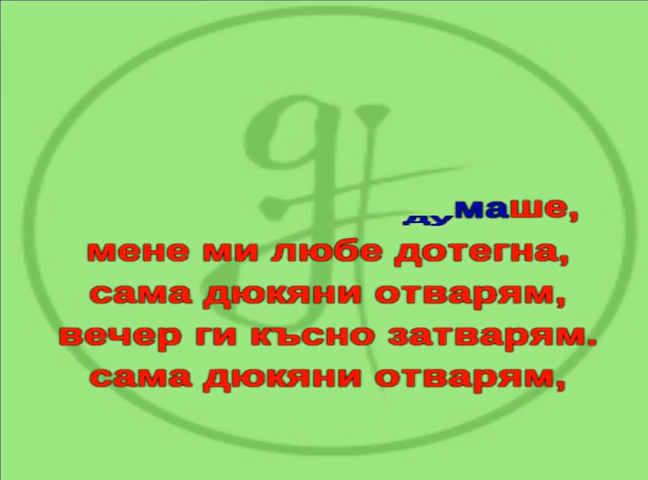 думаше,
мене ми любе дотегна,
сама дюкяни отварям,
вечер ги късно затварям.
сама дюкяни отварям,